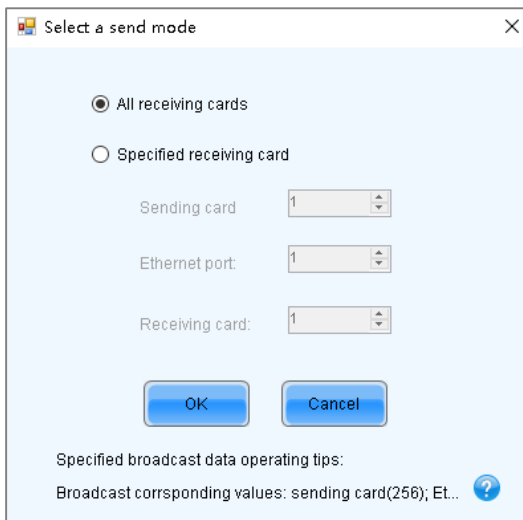 Select a send mode
All receiving cards
Specified receiving card
Sending card 1
Ethernet port: 1
Receiving card: 1
OK Cancel
Specified broadcast data operating tips:
Broadcast corrsponding values: sending card(256); Et...